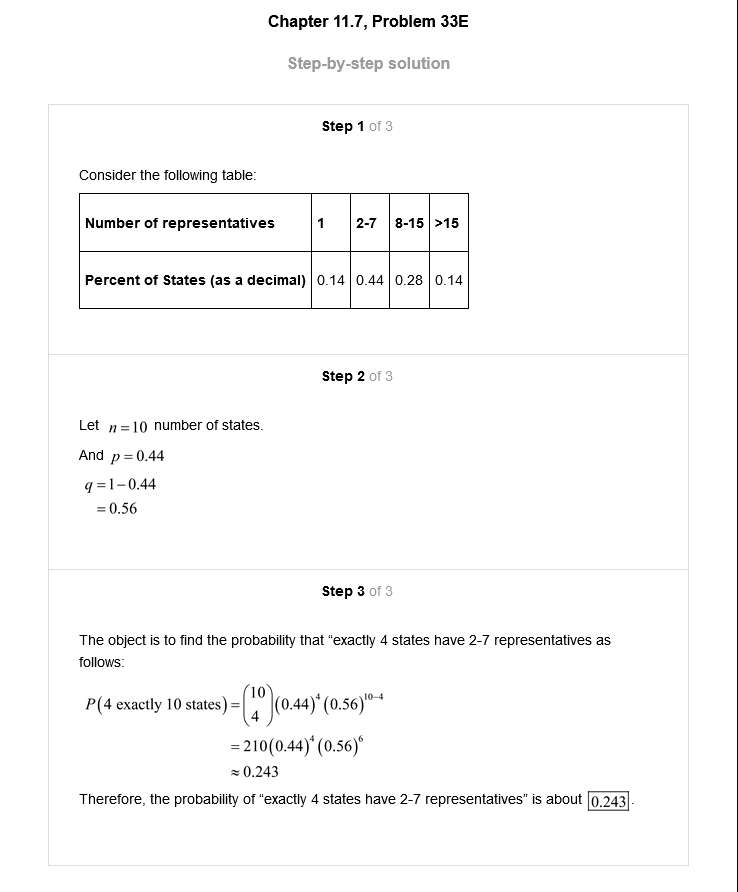 Chapter 11.7, Problem 33E
Step-by-step solution
Step 1 of 3
Consider the following table:
Number of representatives 1 2-7 8-15 >15
Percent of States (as a decimal) 0.14 0.44 0.28 0.14
Step 2 of 3
Let n = 10 number of states.
And p = 0.44
q = 1 − 0.44
= 0.56
Step 3 of 3
The object is to find the probability that “exactly 4 states have 2-7 representatives as
follows:
P(4 exactly 10 states) = (10 4) (0.44)^4 (0.56)^10−4
= 210(0.44)^4 (0.56)^6
≈ 0.243
Therefore, the probability of “exactly 4 states have 2-7 representatives” is about 0.243.